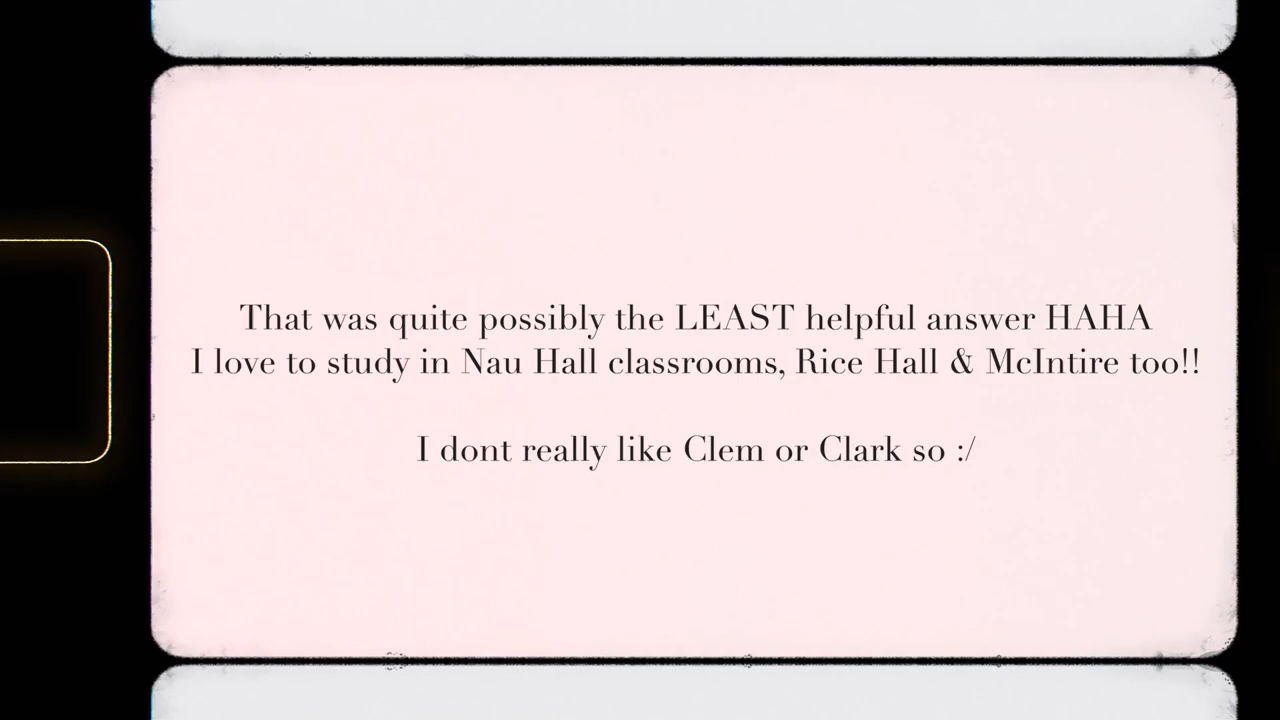 That was quite possibly the LEAST helpful answer HAHA
I love to study in Nau Hall classrooms, Rice Hall & McIntire too!!
I dont really like Clem or Clark so :/